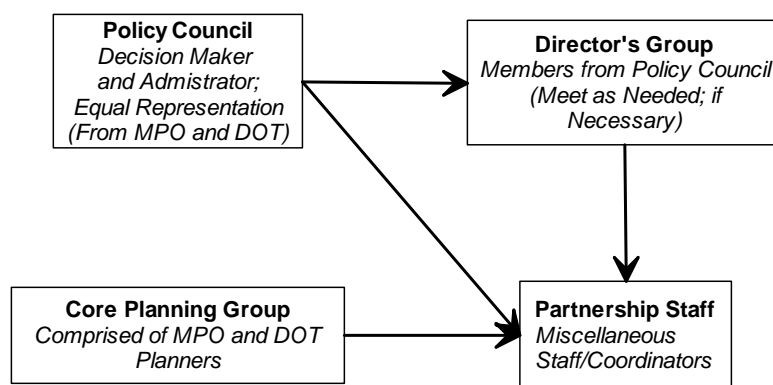 Policy Council
Decision Maker
and Admistrator;
Equal Representation
(From MPO and DOT)
Director's Group
Members from Policy Council
(Meet as Needed; if
Necessary)
Core Planning Group
Comprised of MPO and DOT
Planners
Partnership Staff
Miscellaneous
Staff/Coordinators